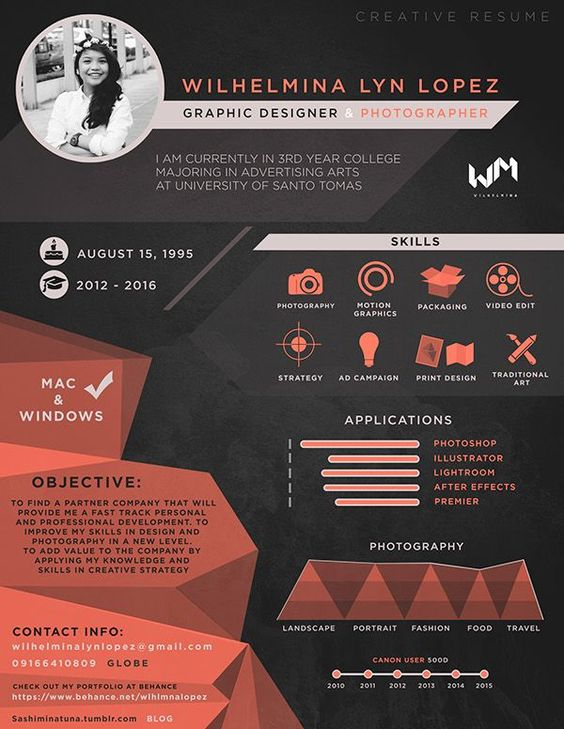 CREATIVE RESUME
WILHELMINA LYN LOPEZ
GRAPHIC DESIGNER & PHOTOGRAPHER
I AM CURRENTLY IN 3RD YEAR COLLEGE
MAJORING IN ADVERTISING ARTS
AT UNIVERSITY OF SANTO TOMAS
WM
WILHELMINA
AUGUST 15, 1995
2012 - 2016
SKILLS
PHOTOGRAPHY
MOTION
GRAPHICS
PACKAGING
VIDEO EDIT
STRATEGY
AD CAMPAIGN
PRINT DESIGN
TRADITIONAL
ART
MAC
&
WINDOWS
APPLICATIONS
PHOTOSHOP
ILLUSTRATOR
LIGHTROOM
AFTER EFFECTS
PREMIER
OBJECTIVE:
TO FIND A PARTNER COMPANY THAT WILL
PROVIDE ME A FAST TRACK PERSONAL
AND PROFESSIONAL DEVELOPMENT. TO
IMPROVE MY SKILLS IN DESIGN AND
PHOTOGRAPHY IN A NEW LEVEL.
TO ADD VALUE TO THE COMPANY BY
APPLYING MY KNOWLEDGE AND
SKILLS IN CREATIVE STRATEGY
PHOTOGRAPHY
LANDSCAPE PORTRAIT FASHION FOOD TRAVEL
CANON USER 500D
2010 2011 2012 2013 2014 2015
CONTACT INFO:
wilhelminalynlopez@gmail.com
09166410809 GLOBE
CHECK OUT MY PORTFOLIO AT BEHANCE
https://www.behance.net/wlhlmnalopez
Sashiminatuna.tumblr.com BLOG